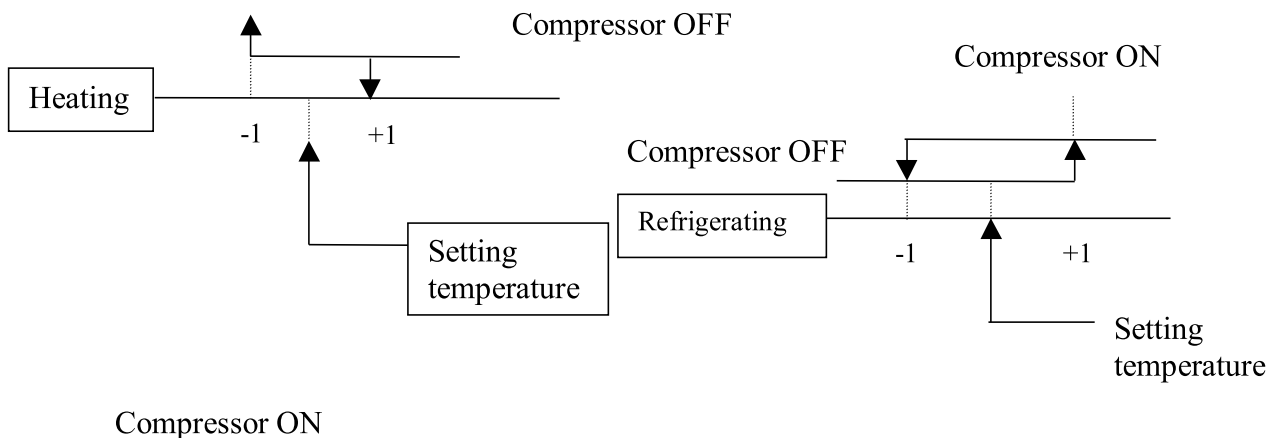 Compressor OFF
Compressor ON
Heating
-1
+1
Compressor OFF
Refrigerating
Setting
temperature
-1
+1
Setting
temperature
Compressor ON